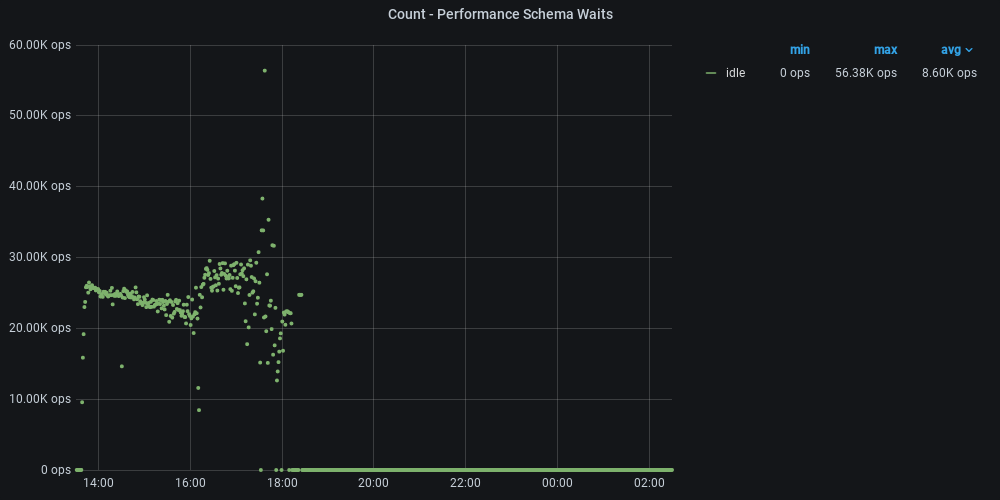 Count - Performance Schema Waits
60.00K ops
50.00K ops
40.00K ops
30.00K ops
20.00K ops
10.00K ops
0 ops
14:00 16:00 18:00 20:00 22:00 00:00 02:00
min max avg
idle 0 ops 56.38K ops 8.60K ops